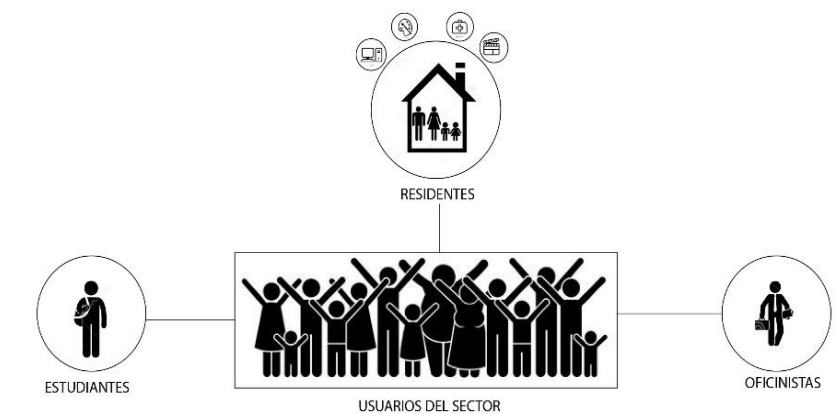 RESIDENTES
ESTUDIANTES
OFICINISTAS
USUARIOS DEL SECTOR